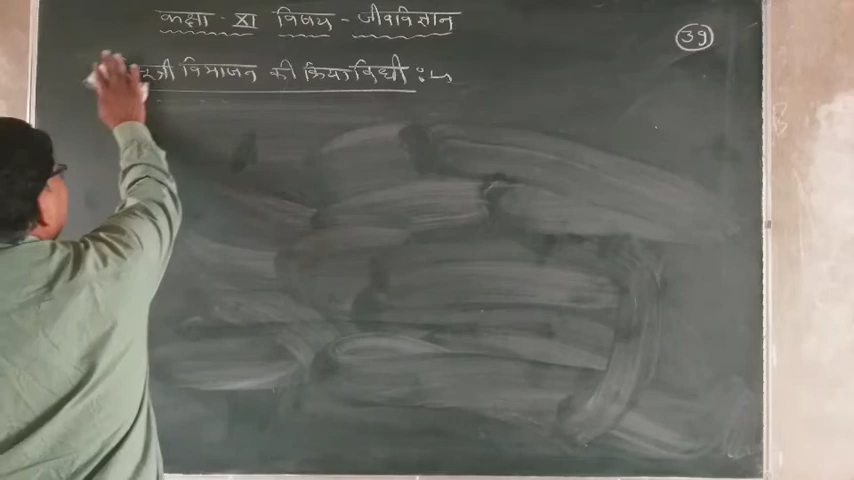 कक्षा - XI विषय - जीवविज्ञान
39
विभाजन की क्रिया विधी :-